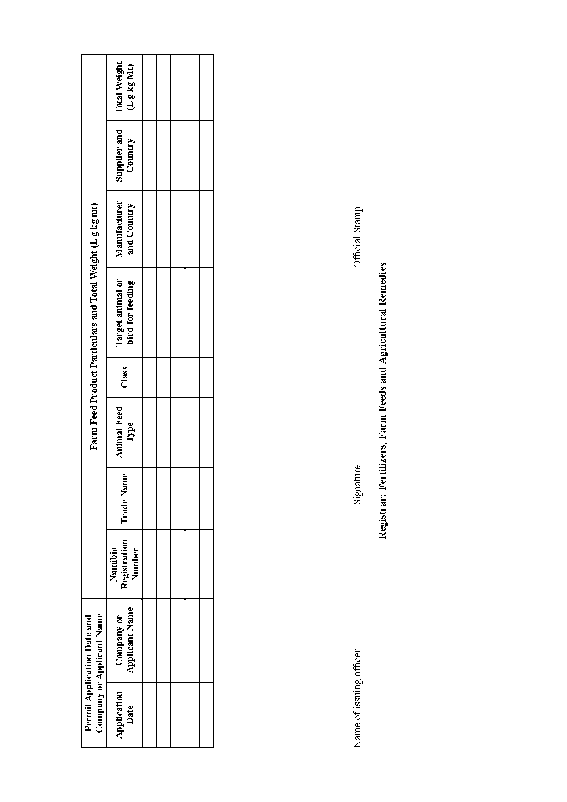 Permit Application Date and
Company or Applicant Name
Farm Feed Product Particulars and Total Weight (L g kg mt)
Application
Date
Company or
Applicant Name
Namibia
Registration
Number
Trade Name
Animal Feed
Type
Class
Target animal or
bird for feeding
Manufacturer
and Country
Supplier and
Country
Total Weight
(L g kg Mt)
Name of issuing officer
Signature
Official Stamp
Registrar: Fertilizers, Farm Feeds and Agricultural Remedies